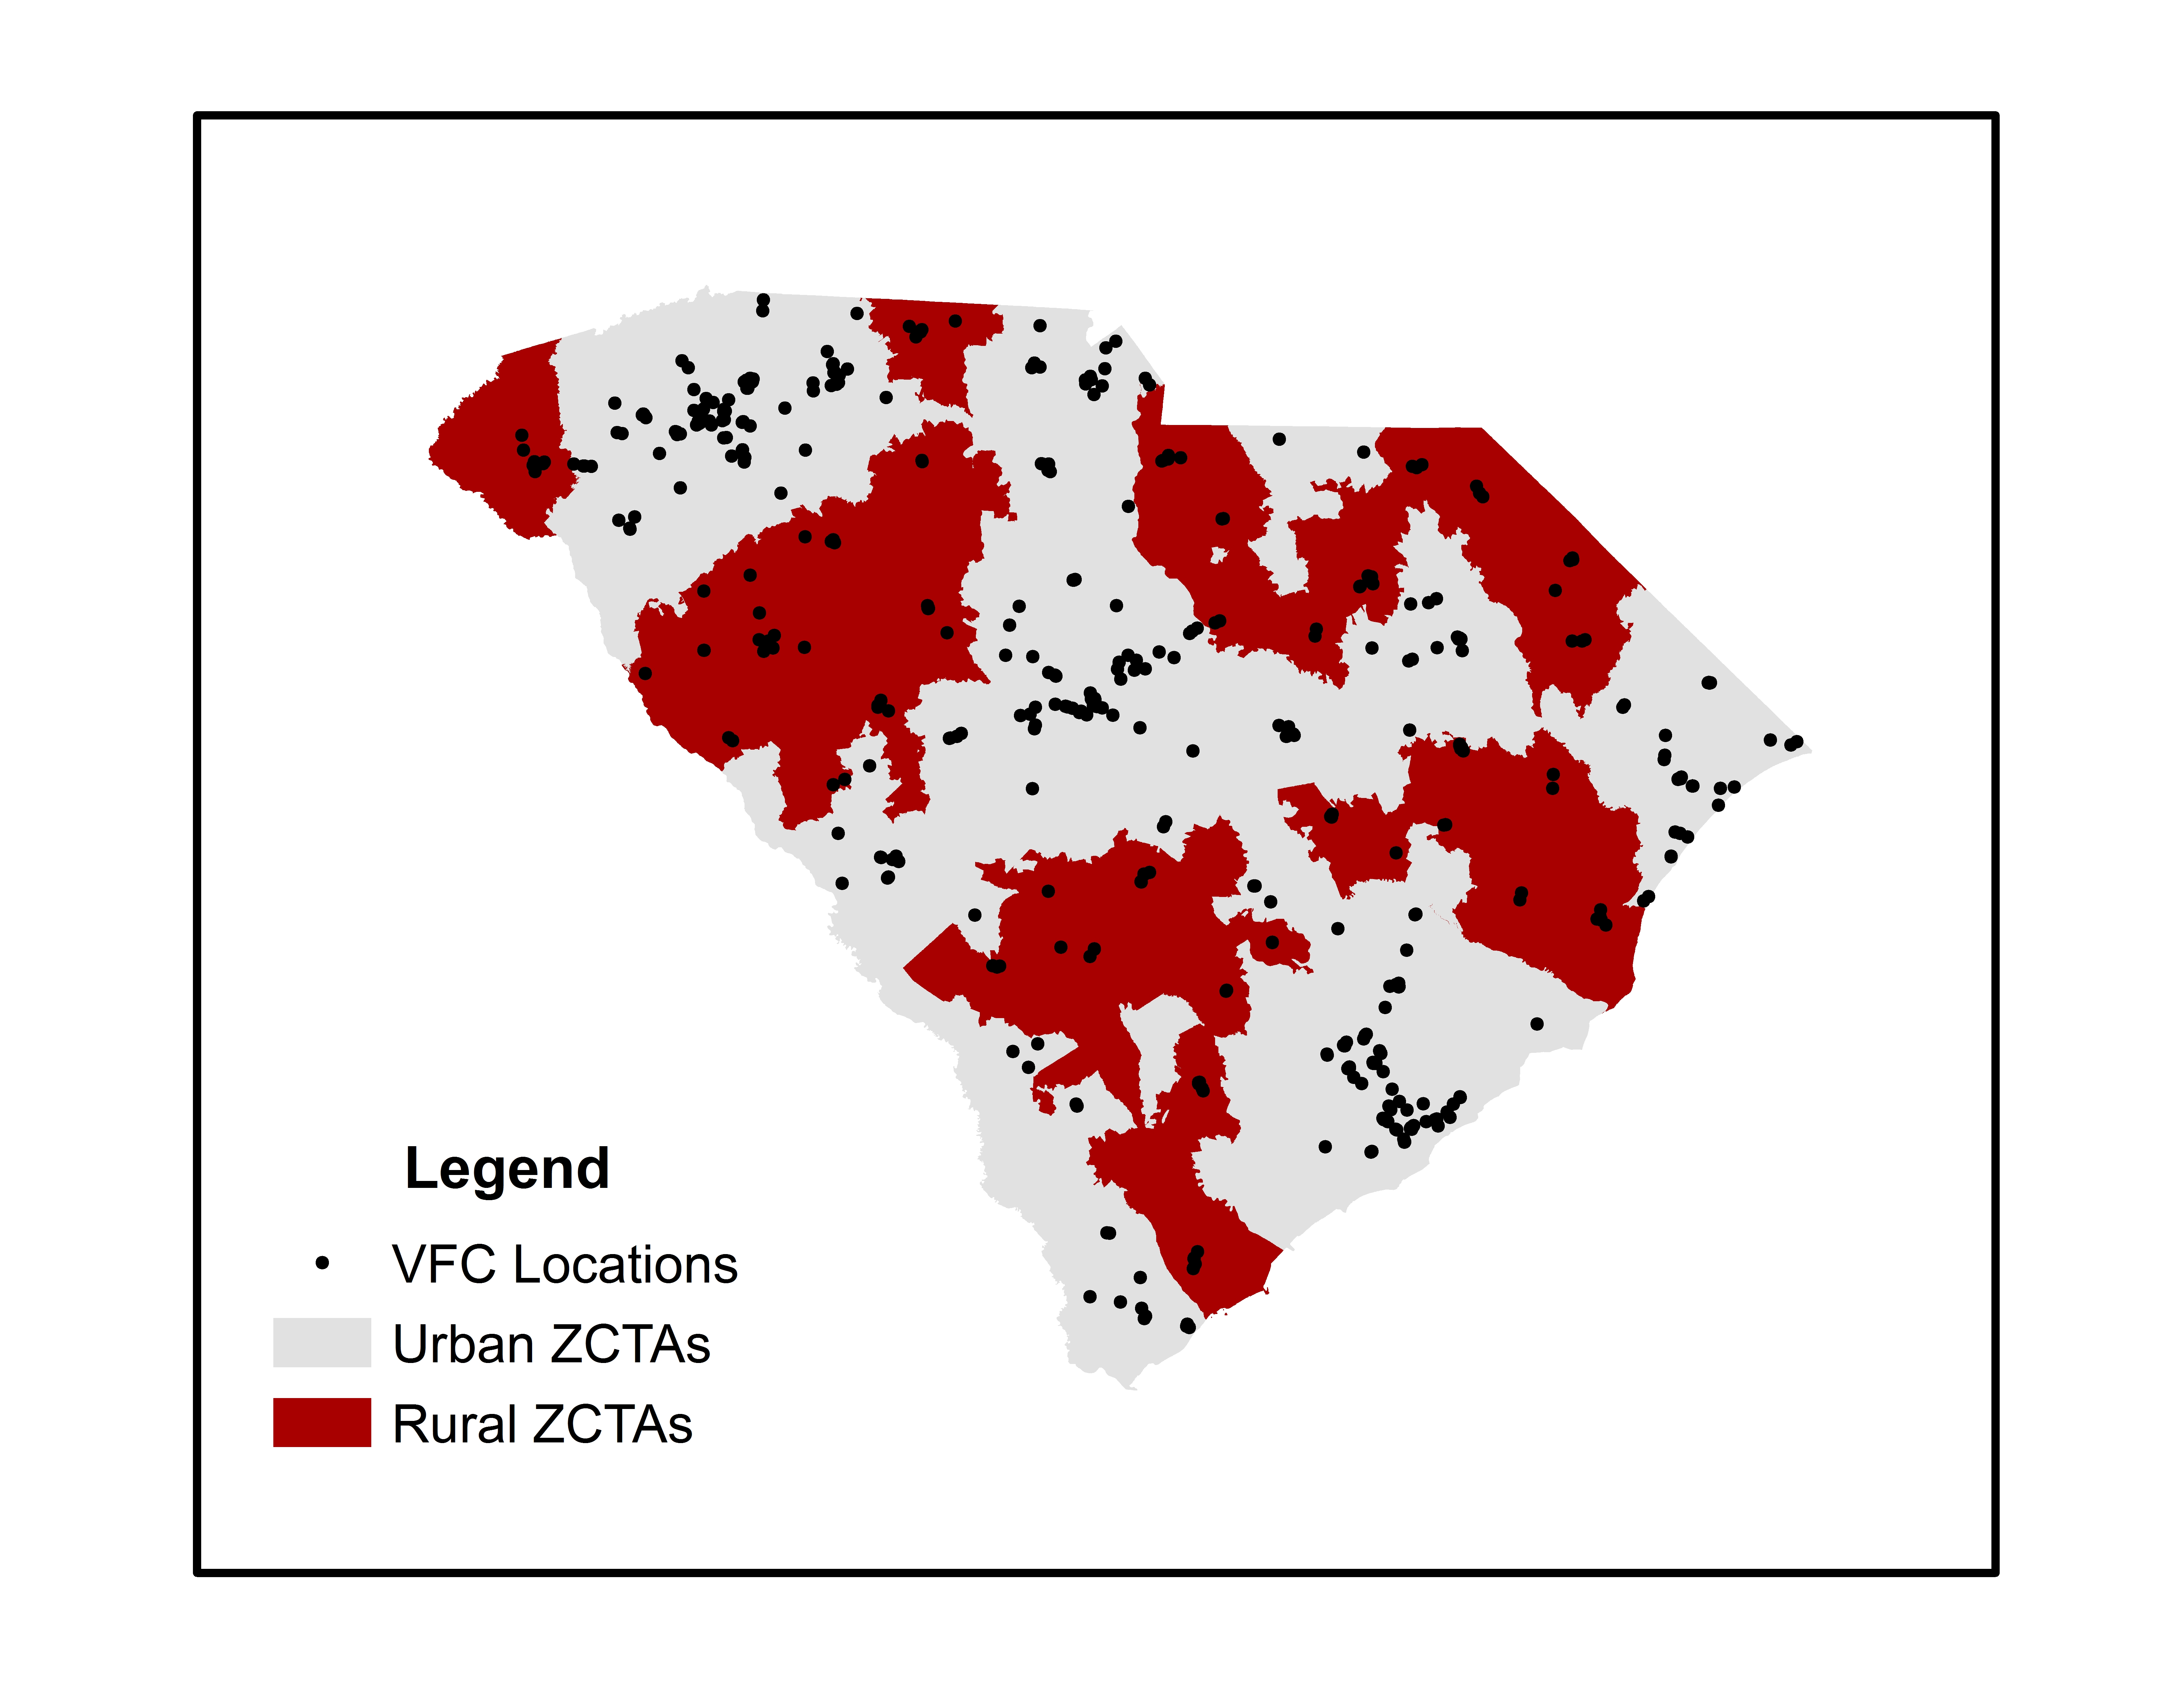 Legend
VFC Locations
Urban ZCTAs
Rural ZCTAs